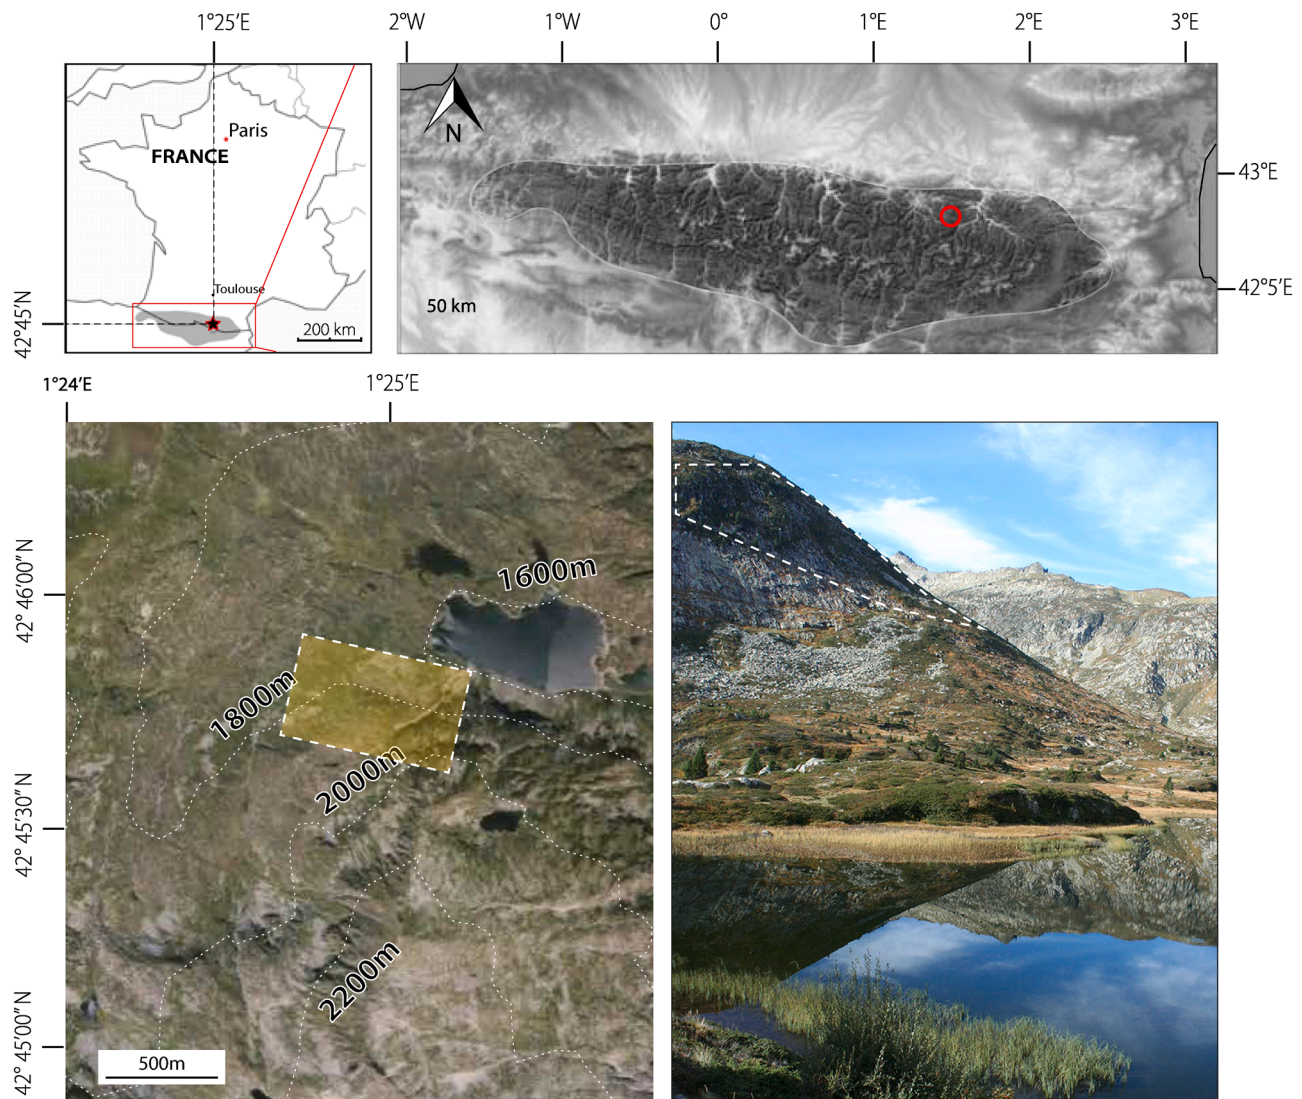 1°25′E
2°W
1°W
0°
1°E
2°E
3°E
Paris
FRANCE
Toulouse
200 km
42°45′N
N
50 km
43°E
42°5′E
1°24′E
1°25′E
42° 46′00″ N
42° 45′30″ N
42° 45′00″ N
1600m
1800m
2000m
2200m
500m